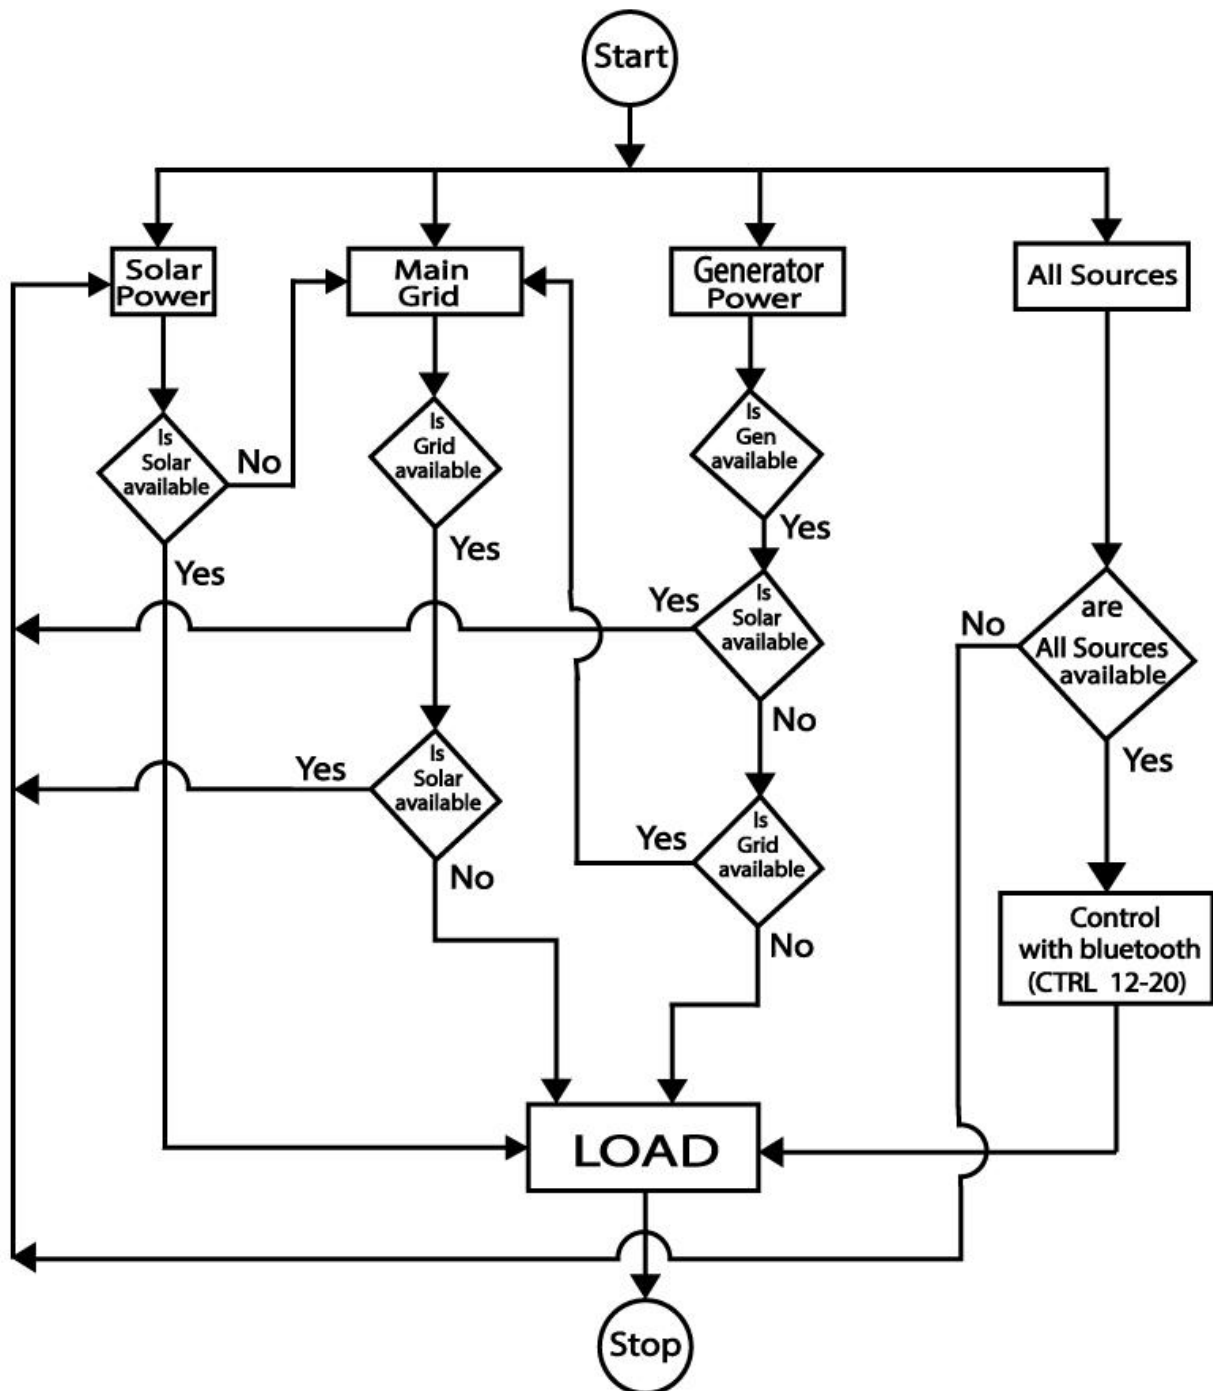 Start
Solar
Power
Main
Grid
Generator
Power
All Sources
Is
Solar
available
No
Yes
Is
Grid
available
Yes
Is
Gen
available
Yes
Is
Solar
available
Yes
No
are
All Sources
available
No
Yes
Is
Solar
available
Yes
No
Is
Grid
available
Yes
No
Control
with bluetooth
(CTRL 12-20)
LOAD
Stop